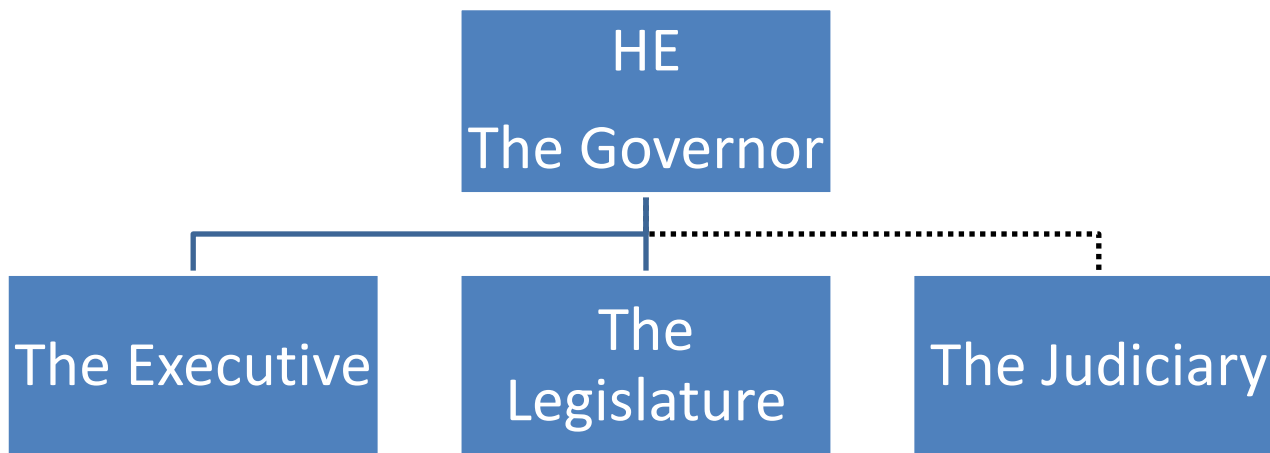 HE
The Governor
The Executive
The
Legislature
The Judiciary